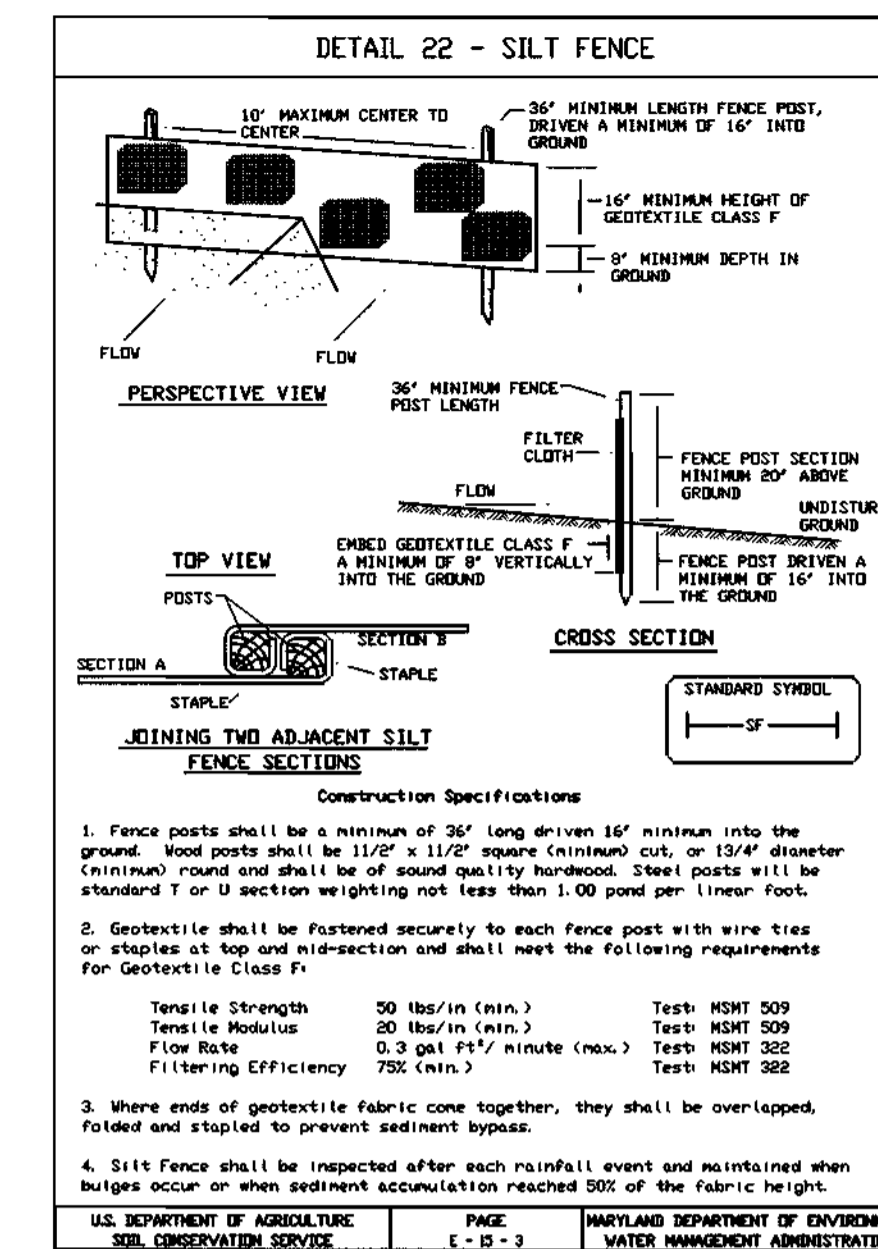 DETAIL 22 - SILT FENCE
10' MAXIMUM CENTER TO
CENTER
36" MINIMUM LENGTH FENCE POST,
DRIVEN A MINIMUM OF 16" INTO
GROUND
16" MINIMUM HEIGHT OF
GEOTEXTILE CLASS F
8" MINIMUM DEPTH IN
GROUND
FLOW
FLOW
PERSPECTIVE VIEW
36" MINIMUM FENCE
POST LENGTH
FILTER
CLOTH
FENCE POST SECTION
MINIMUM 20" ABOVE
GROUND
FLOW
UNDISTUR
GROUND
EMBED GEOTEXTILE CLASS F
A MINIMUM OF 8" VERTICALLY
INTO THE GROUND
FENCE POST DRIVEN A
MINIMUM OF 16" INTO
THE GROUND
CROSS SECTION
TOP VIEW
POSTS
SECTION B
SECTION A
STAPLE
STAPLE
JOINING TWO ADJACENT SILT
FENCE SECTIONS
STANDARD SYMBOL
SF
Construction Specifications
1. Fence posts shall be a minimum of 36" long driven 16" minimum into the
ground. Wood posts shall be 11/2" x 11/2" square (minimum) cut, or 13/4" diameter
(minimum) round and shall be of sound quality hardwood. Steel posts will be
standard T or U section weighting not less than 1.00 pond per linear foot.
2. Geotextile shall be fastened securely to each fence post with wire ties
or staples at top and mid-section and shall meet the following requirements
for Geotextile Class F:
Tensile Strength 50 lbs/in (min.) Test: MSMT 509
Tensile Modulus 20 lbs/in (min.) Test: MSMT 509
Flow Rate 0.3 gal ft²/ minute (max.) Test: MSMT 322
Filtering Efficiency 75% (min.) Test: MSMT 322
3. Where ends of geotextile fabric come together, they shall be overlapped,
folded and stapled to prevent sediment bypass.
4. Silt Fence shall be inspected after each rainfall event and maintained when
bulges occur or when sediment accumulation reached 50% of the fabric height.
U.S. DEPARTMENT OF AGRICULTURE
SOIL CONSERVATION SERVICE
PAGE
E - 15 - 3
MARYLAND DEPARTMENT OF ENVIRON
WATER MANAGEMENT ADMINISTRATI